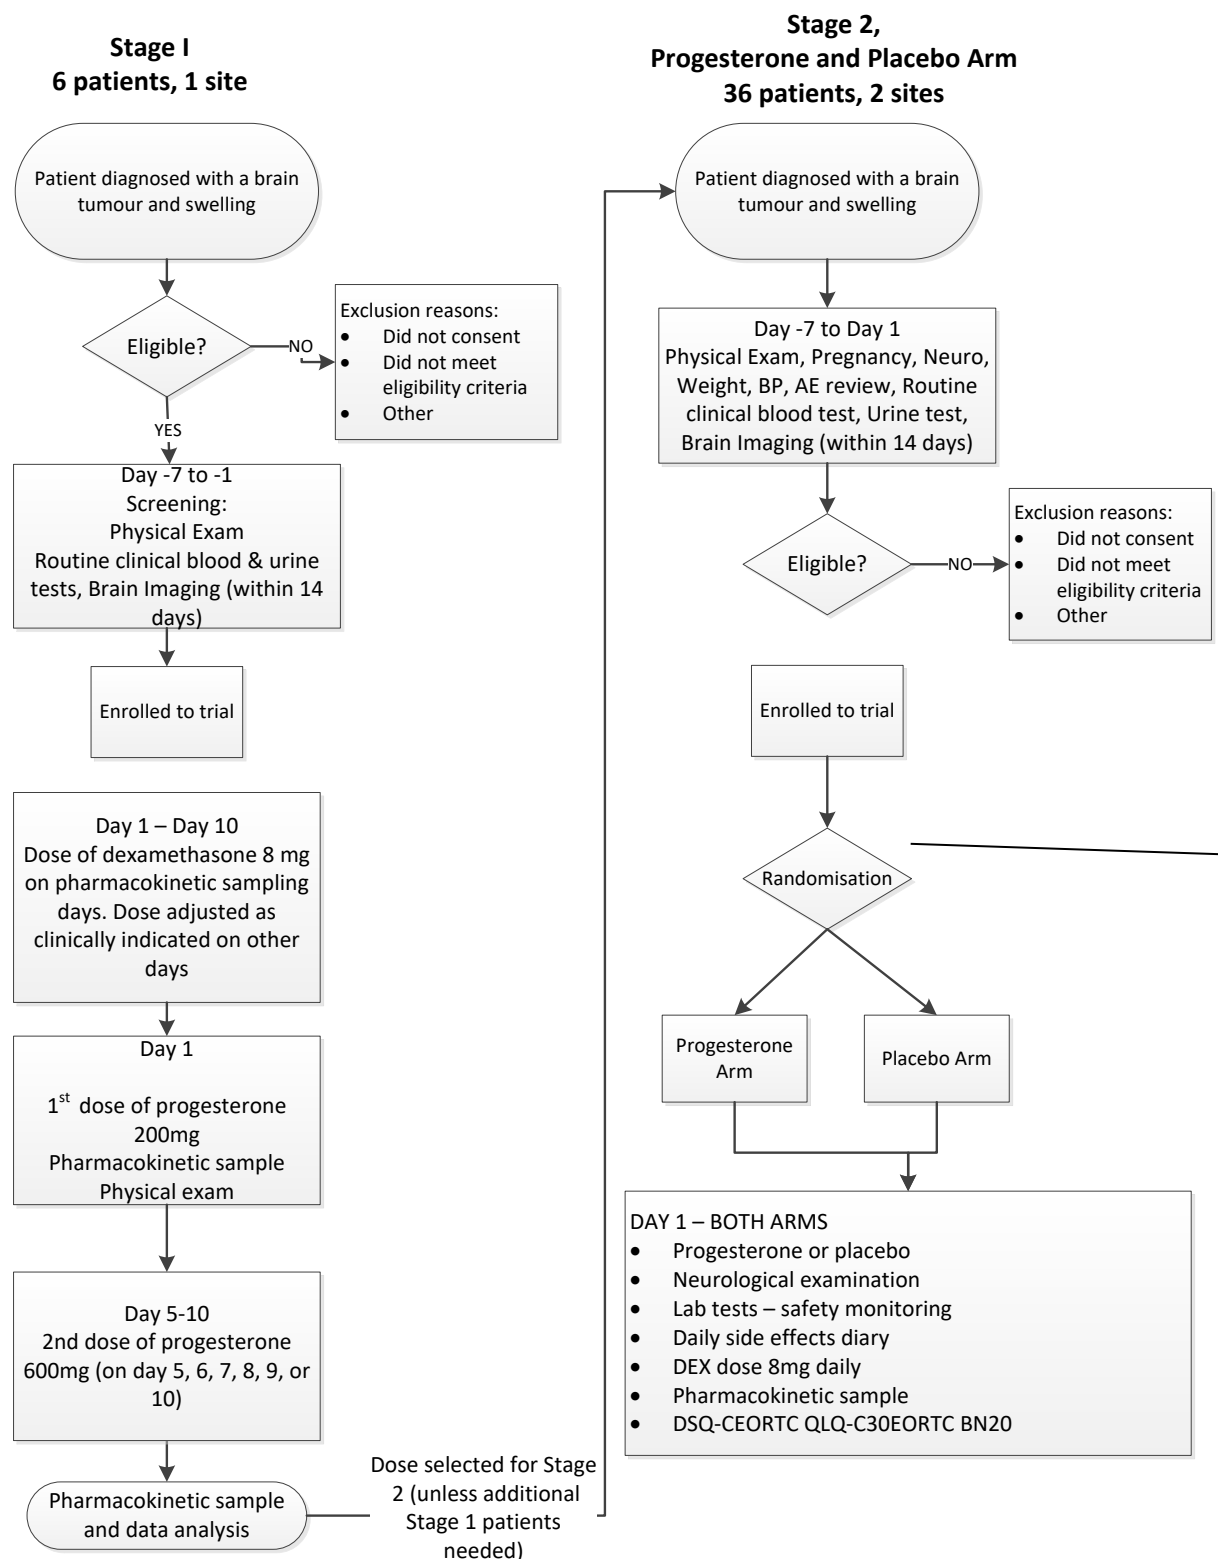 Stage I
6 patients, 1 site
Patient diagnosed with a brain
tumour and swelling
Eligible?
NO
Exclusion reasons:
• Did not consent
• Did not meet
eligibility criteria
• Other
YES
Day -7 to -1
Screening:
Physical Exam
Routine clinical blood & urine
tests, Brain Imaging (within 14
days)
Enrolled to trial
Day 1 – Day 10
Dose of dexamethasone 8 mg
on pharmacokinetic sampling
days. Dose adjusted as
clinically indicated on other
days
Day 1
1st dose of progesterone
200mg
Pharmacokinetic sample
Physical exam
Day 5-10
2nd dose of progesterone
600mg (on day 5, 6, 7, 8, 9, or
10)
Pharmacokinetic sample
and data analysis
Dose selected for Stage
2 (unless additional
Stage 1 patients
needed)
Stage 2,
Progesterone and Placebo Arm
36 patients, 2 sites
Patient diagnosed with a brain
tumour and swelling
Day -7 to Day 1
Physical Exam, Pregnancy, Neuro,
Weight, BP, AE review, Routine
clinical blood test, Urine test,
Brain Imaging (within 14 days)
Eligible?
NO
Exclusion reasons:
• Did not consent
• Did not meet
eligibility criteria
• Other
Enrolled to trial
Randomisation
Progesterone
Arm
Placebo Arm
DAY 1 – BOTH ARMS
• Progesterone or placebo
• Neurological examination
• Lab tests – safety monitoring
• Daily side effects diary
• DEX dose 8mg daily
• Pharmacokinetic sample
• DSQ-CEORTC QLQ-C30EORTC BN20